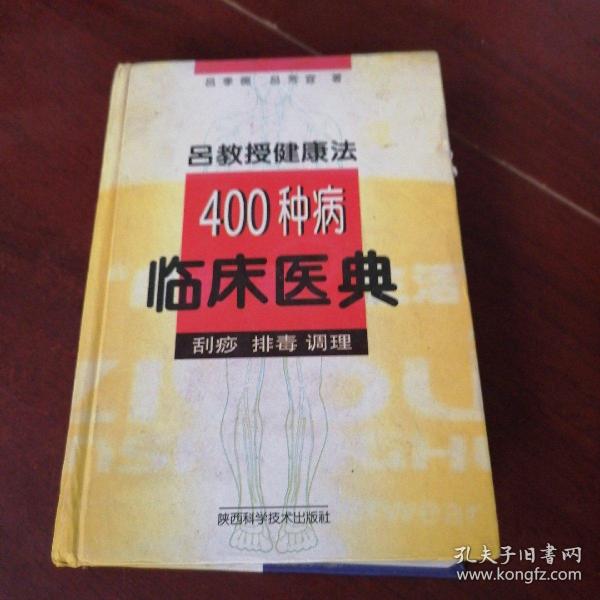 吕季儒 吕芳官 著
吕教授健康法
400种病
临床医典
刮痧 排毒 调理
陕西科学技术出版社
孔夫子旧书网
www.kongfz.com